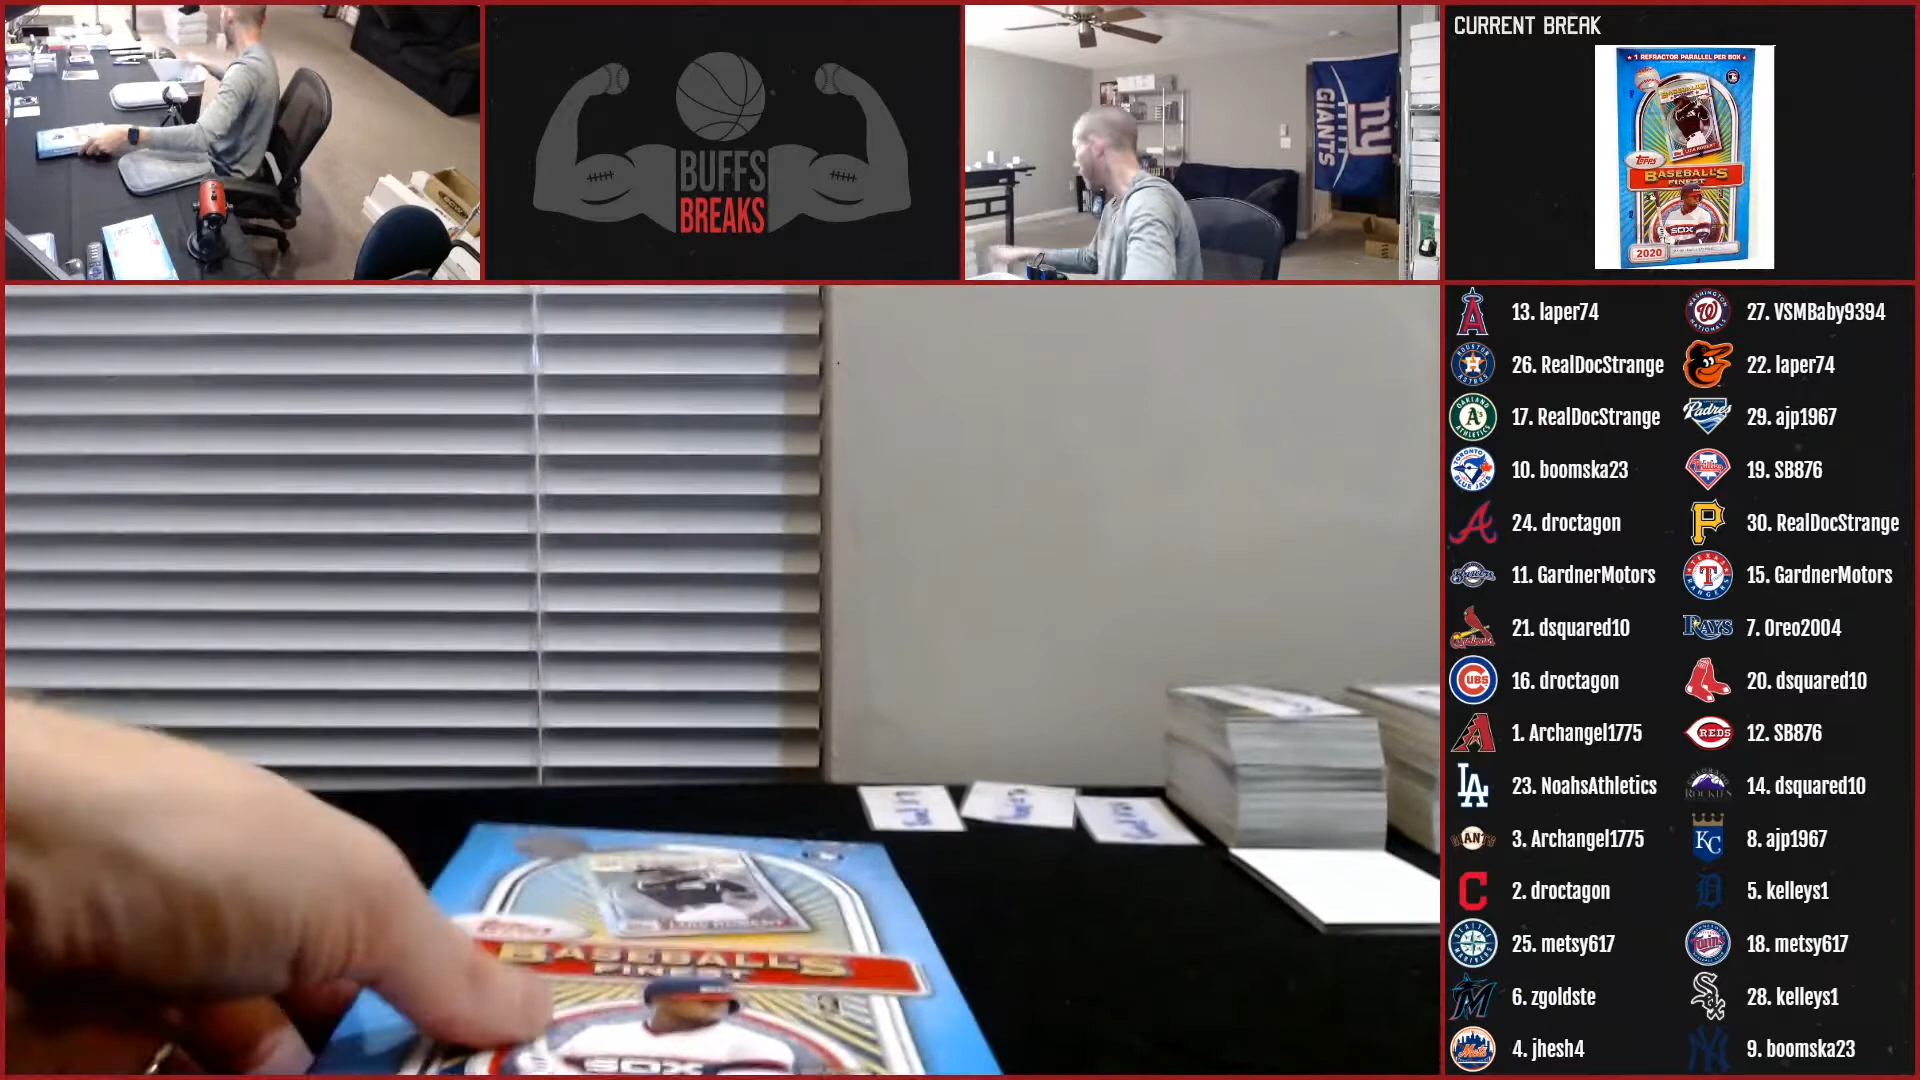 CURRENT BREAK
1 REFRACTOR PARALLEL PER BOX
Topps
BASEBALL'S
FINEST
SOX
2020
BUFFS
BREAKS
NY
GIANTS
13. laper74
27. VSMBaby9394
26. RealDocStrange
22. laper74
17. RealDocStrange
29. ajp1967
10. boomska23
19. SB876
24. droctagon
30. RealDocStrange
11. GardnerMotors
15. GardnerMotors
21. dsquared10
7. Oreo2004
16. droctagon
20. dsquared10
1. Archangel1775
12. SB876
23. NoahsAthletics
14. dsquared10
3. Archangel1775
8. ajp1967
2. droctagon
5. kelleys1
25. metsy617
18. metsy617
6. zgoldste
28. kelleys1
4. jhesh4
9. boomska23
BASEBALL'S
FINEST
SOX